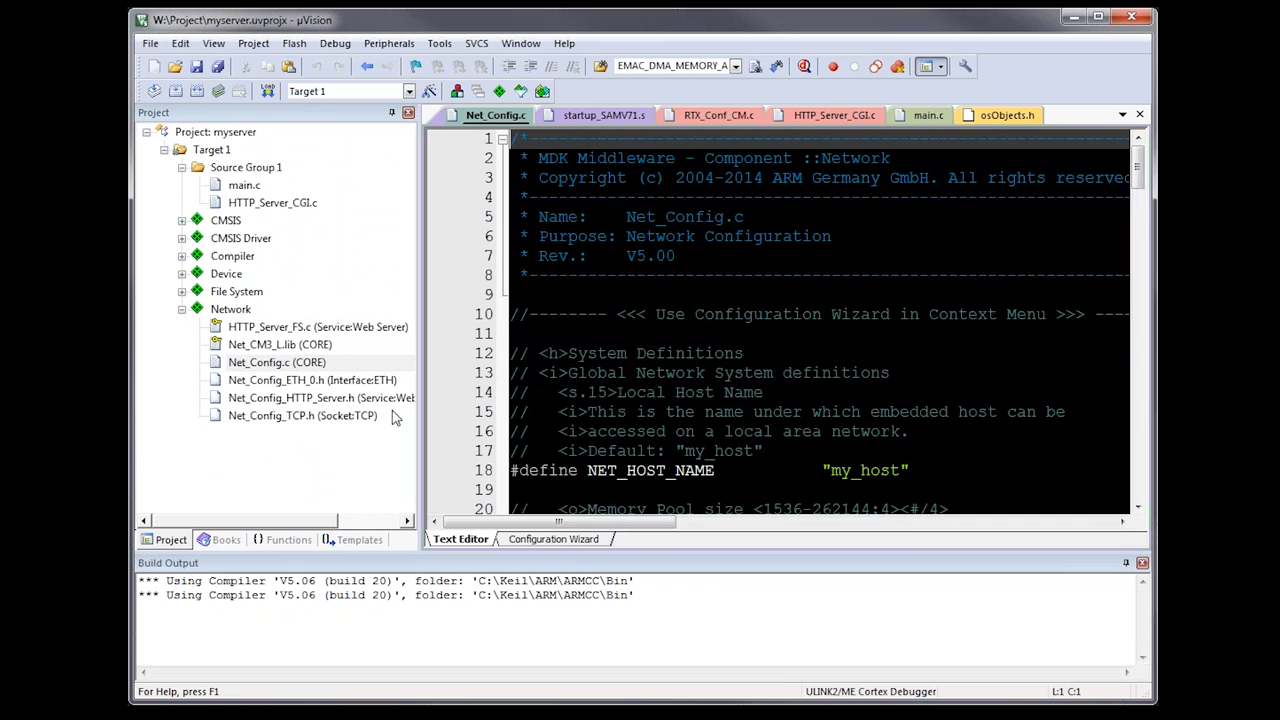 W:\Project\myserver.uvprojx - µVision
File Edit View Project Flash Debug Peripherals Tools SVCS Window Help
EMAC_DMA_MEMORY_A
LOAD Target 1
Project
Project: myserver
Target 1
Source Group 1
main.c
HTTP_Server_CGI.c
CMSIS
CMSIS Driver
Compiler
Device
File System
Network
HTTP_Server_FS.c (Service:Web Server)
Net_CM3_L.lib (CORE)
Net_Config.c (CORE)
Net_Config_ETH_0.h (Interface:ETH)
Net_Config_HTTP_Server.h (Service:Web
Net_Config_TCP.h (Socket:TCP)
Project Books {} Functions 0→ Templates
Net_Config.c startup_SAMV71.s RTX_Conf_CM.c HTTP_Server_CGI.c main.c osObjects.h
1 /*-----------------------------------------------------------------------
2 * MDK Middleware - Component ::Network
3 * Copyright (c) 2004-2014 ARM Germany GmbH. All rights reserved
4 *-----------------------------------------------------------------------
5 * Name: Net_Config.c
6 * Purpose: Network Configuration
7 * Rev.: V5.00
8 *-----------------------------------------------------------------------
9
10 //-------- <<< Use Configuration Wizard in Context Menu >>> ----
11
12 // <h>System Definitions
13 // <i>Global Network System definitions
14 // <s.15>Local Host Name
15 // <i>This is the name under which embedded host can be
16 // <i>accessed on a local area network.
17 // <i>Default: "my_host"
18 #define NET_HOST_NAME "my_host"
19
20 // <o>Memory Pool size <1536-262144:4><#/4>
Text Editor Configuration Wizard
Build Output
*** Using Compiler 'V5.06 (build 20)', folder: 'C:\Keil\ARM\ARMCC\Bin'
*** Using Compiler 'V5.06 (build 20)', folder: 'C:\Keil\ARM\ARMCC\Bin'
For Help, press F1 ULINK2/ME Cortex Debugger L:1 C:1